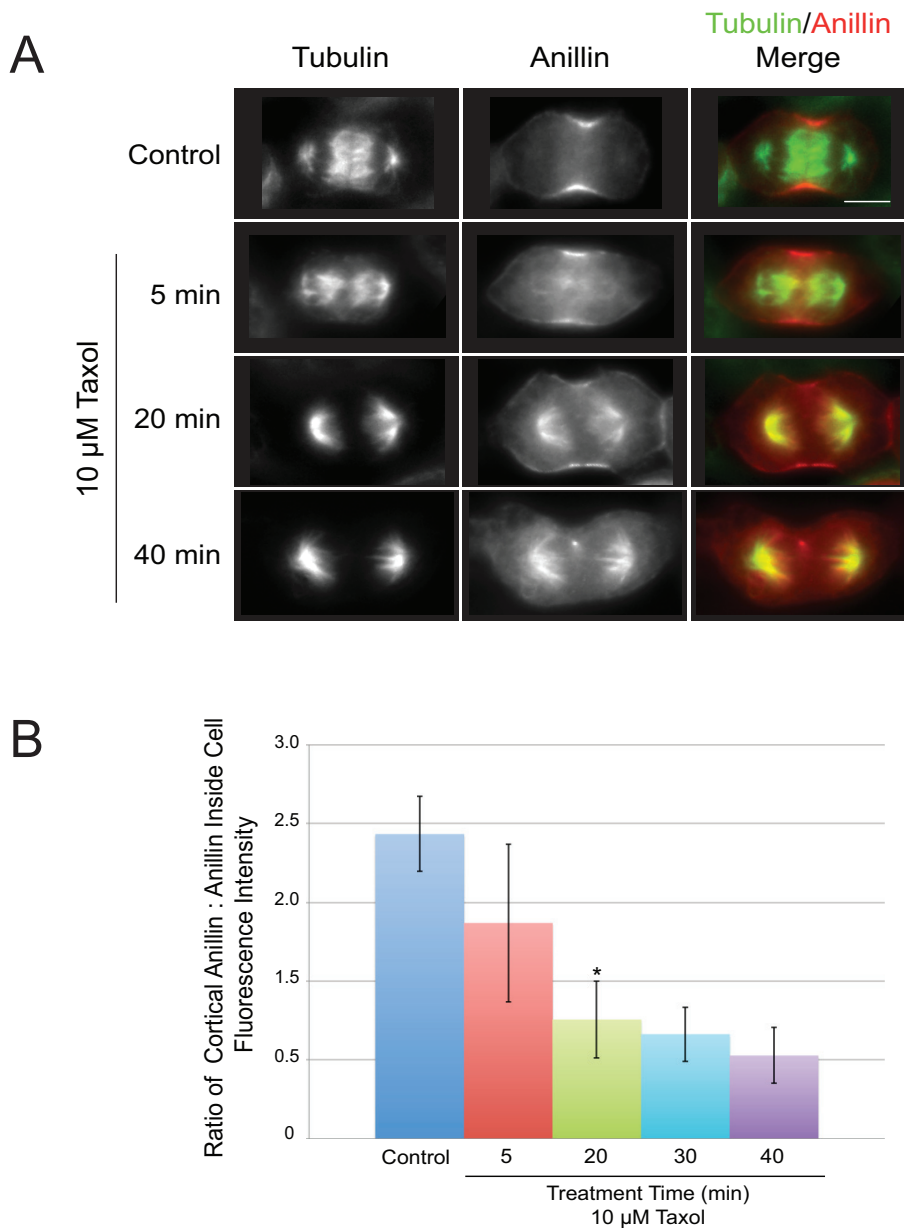 A
Tubulin
Anillin
Tubulin/Anillin
Merge
Control
5 min
20 min
40 min
10 µM Taxol
B
Ratio of Cortical Anillin : Anillin Inside Cell
Fluorescence Intensity
3.0
2.5
2.0
1.5
0.5
0
*
Control
5
20
30
40
Treatment Time (min)
10 µM Taxol